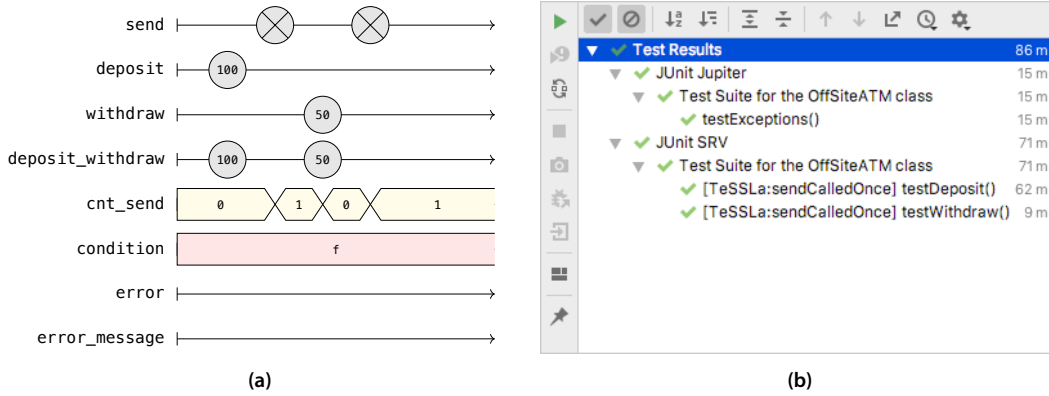 send
deposit 100
withdraw 50
deposit_withdraw 100 50
cnt_send 0 1 0 1
condition f
error
error_message
(a)
Test Results 86 m
JUnit Jupiter 15 m
Test Suite for the OffSiteATM class 15 m
testExceptions() 15 m
JUnit SRV 71 m
Test Suite for the OffSiteATM class 71 m
[TeSSLa:sendCalledOnce] testDeposit() 62 m
[TeSSLa:sendCalledOnce] testWithdraw() 9 m
(b)